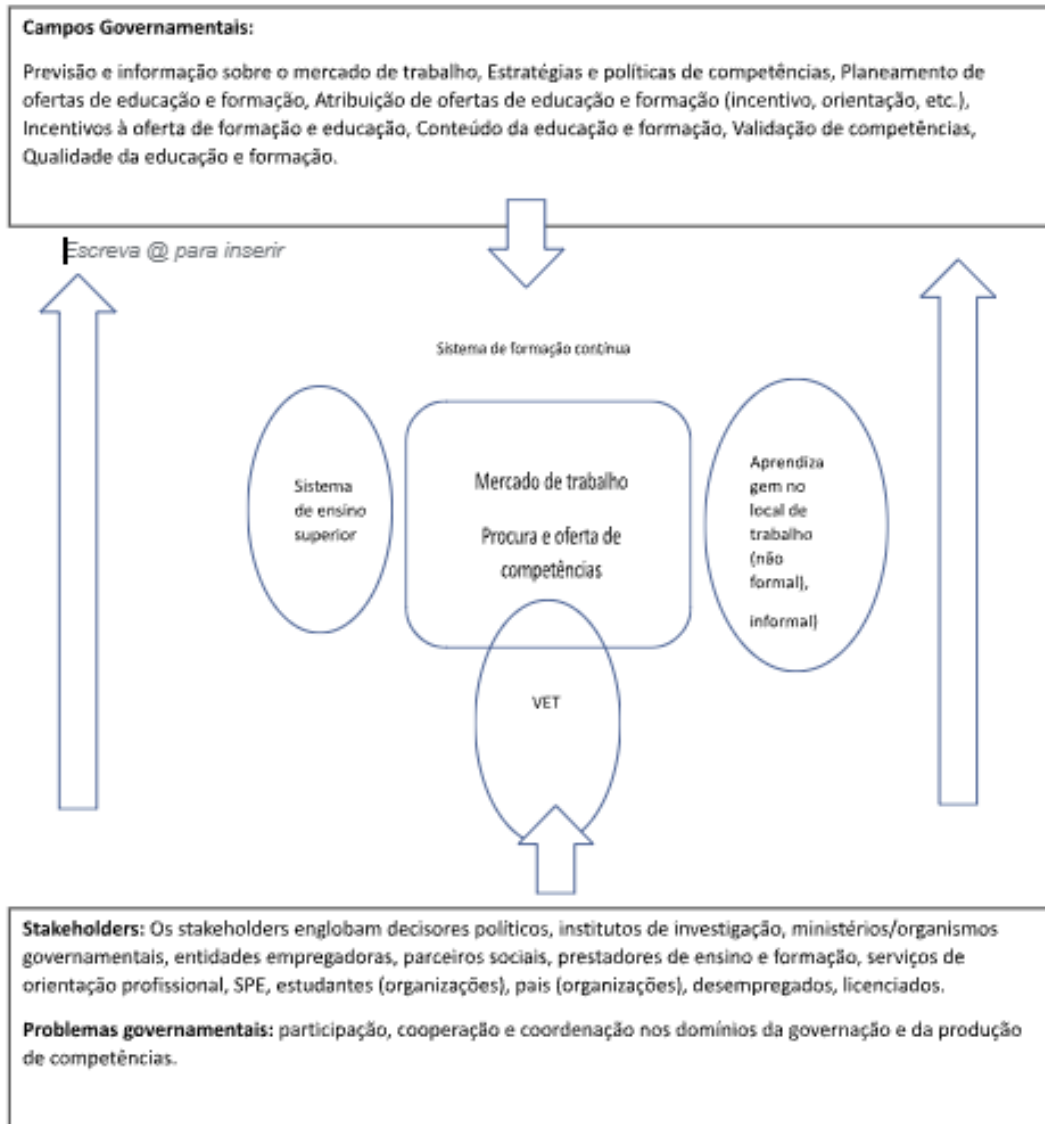 Campos Governamentais:
Previsão e informação sobre o mercado de trabalho, Estratégias e políticas de competências, Planeamento de
ofertas de educação e formação, Atribuição de ofertas de educação e formação (incentivo, orientação, etc.),
Incentivos à oferta de formação e educação, Conteúdo da educação e formação, Validação de competências,
Qualidade da educação e formação.
Escreva @ para inserir
Sistema de formação contínua
Sistema
de ensino
superior
Mercado de trabalho
Procura e oferta de
competências
Aprendiza
gem no
local de
trabalho
(não
formal),
informal)
VET
Stakeholders: Os stakeholders englobam decisores políticos, institutos de investigação, ministérios/organismos
governamentais, entidades empregadoras, parceiros sociais, prestadores de ensino e formação, serviços de
orientação profissional, SPE, estudantes (organizações), pais (organizações), desempregados, licenciados.
Problemas governamentais: participação, cooperação e coordenação nos domínios da governação e da produção
de competências.